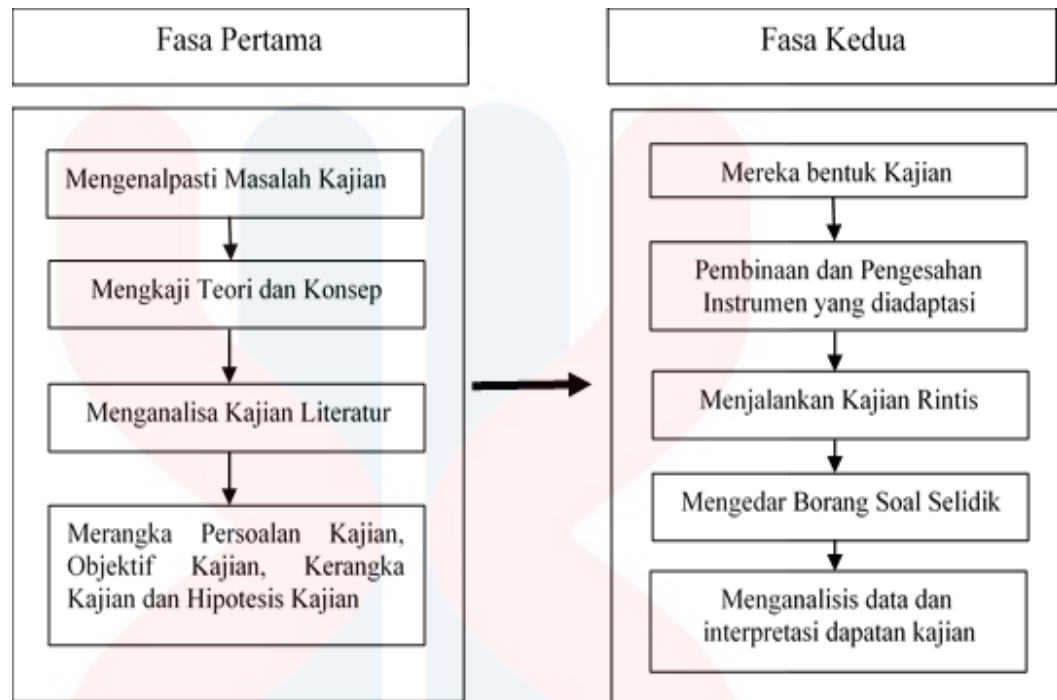 Fasa Pertama
Mengenalpasti Masalah Kajian
Mengkaji Teori dan Konsep
Menganalisa Kajian Literatur
Merangka Persoalan Kajian,
Objektif Kajian, Kerangka
Kajian dan Hipotesis Kajian
Fasa Kedua
Mereka bentuk Kajian
Pembinaan dan Pengesahan
Instrumen yang diadaptasi
Menjalankan Kajian Rintis
Mengedar Borang Soal Selidik
Menganalisis data dan
interpretasi dapatan kajian